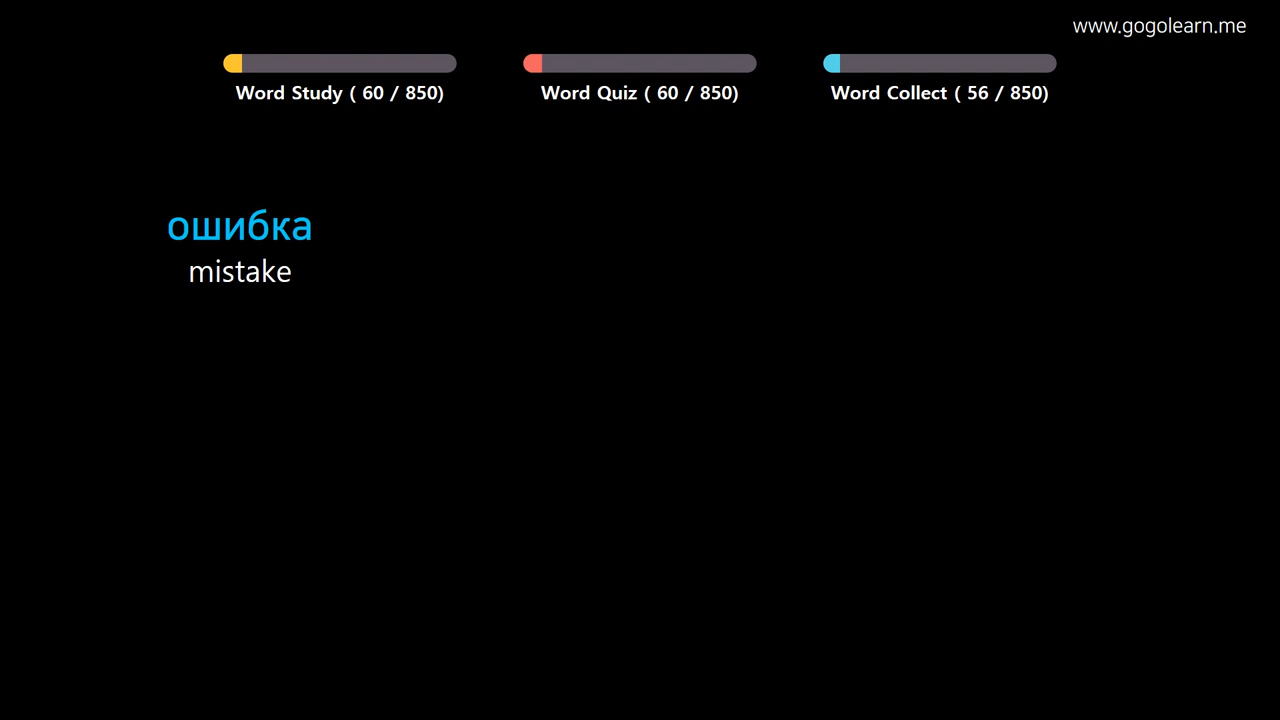 www.gogolearn.me
Word Study ( 60 / 850)
Word Quiz ( 60 / 850)
Word Collect ( 56 / 850)
ошибка
mistake